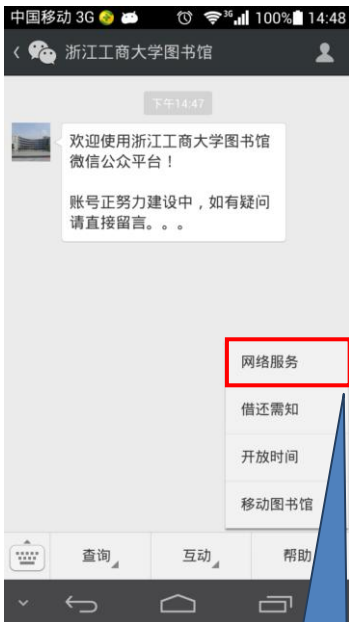 中国移动 3G 3G 100% 14:48
浙江工商大学图书馆
下午14:47
欢迎使用浙江工商大学图书馆
微信公众平台！
账号正努力建设中，如有疑问
请直接留言。。。
网络服务
借还需知
开放时间
移动图书馆
查询 互动 帮助